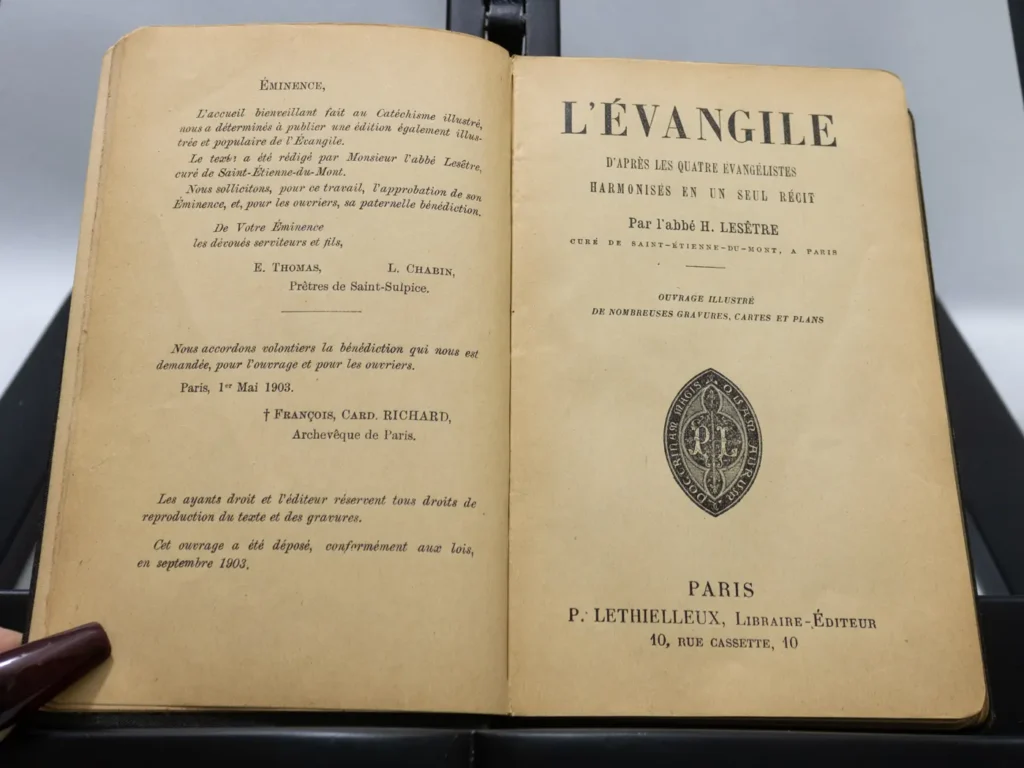 ÉMINENCE,
L'accueil bienveillant fait au Catéchisme illustré,
nous a déterminés à publier une édition également illus-
trée et populaire de l'Évangile.
Le texte a été rédigé par Monsieur l'abbé Lesêtre,
curé de Saint-Étienne-du-Mont.
Nous sollicitons, pour ce travail, l'approbation de son
Éminence, et, pour les ouvriers, sa paternelle bénédiction.
De Votre Éminence
les dévoués serviteurs et fils,
E. THOMAS, L. CHABIN,
Prêtres de Saint-Sulpice.
Nous accordons volontiers la bénédiction qui nous est
demandée, pour l'ouvrage et pour les ouvriers.
Paris, 1er Mai 1903.
† FRANÇOIS, CARD. RICHARD,
Archevêque de Paris.
Les ayants droit et l'éditeur réservent tous droits de
reproduction du texte et des gravures.
Cet ouvrage a été déposé, conformément aux lois,
en septembre 1903.
L'ÉVANGILE
D'APRÈS LES QUATRE ÉVANGÉLISTES
HARMONISÉS EN UN SEUL RÉCIT
Par l'abbé H. LESÊTRE
CURÉ DE SAINT-ÉTIENNE-DU-MONT, A PARIS
OUVRAGE ILLUSTRÉ
DE NOMBREUSES GRAVURES, CARTES ET PLANS
DOCTRINAM MAGIS QUAM AURUM
PL
PARIS
P. LETHIELLEUX, LIBRAIRE-ÉDITEUR
10, RUE CASSETTE, 10